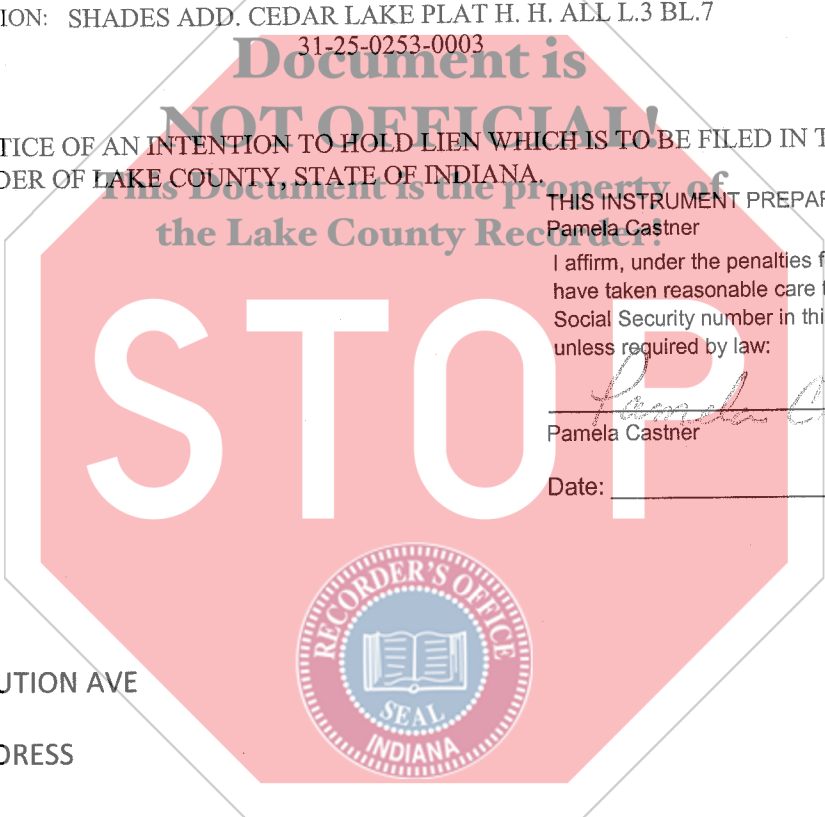 ION: SHADES ADD. CEDAR LAKE PLAT H. H. ALL L.3 BL.7
31-25-0253-0003
Document is
NOT OFFICIAL!
TICE OF AN INTENTION TO HOLD LIEN WHICH IS TO BE FILED IN T
DER OF LAKE COUNTY, STATE OF INDIANA.
This Document is the property of
the Lake County Recorder!
THIS INSTRUMENT PREPAR
Pamela Castner
I affirm, under the penalties f
have taken reasonable care t
Social Security number in thi
unless required by law:
Pamela C
Pamela Castner
Date:
STOP
RECORDER'S OFFICE
SEAL
INDIANA
UTION AVE
DRESS